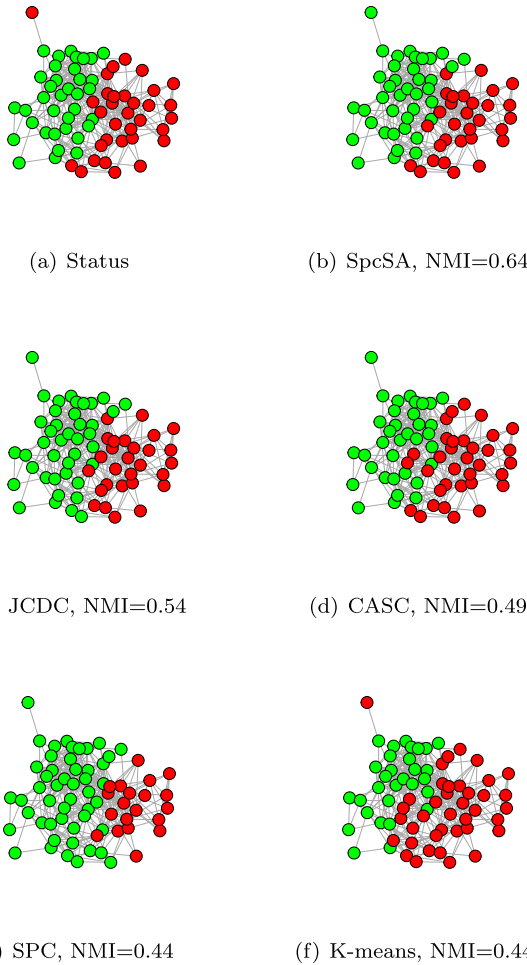 (a) Status
(b) SpcSA, NMI=0.64
JCDC, NMI=0.54
(d) CASC, NMI=0.49
) SPC, NMI=0.44
(f) K-means, NMI=0.44